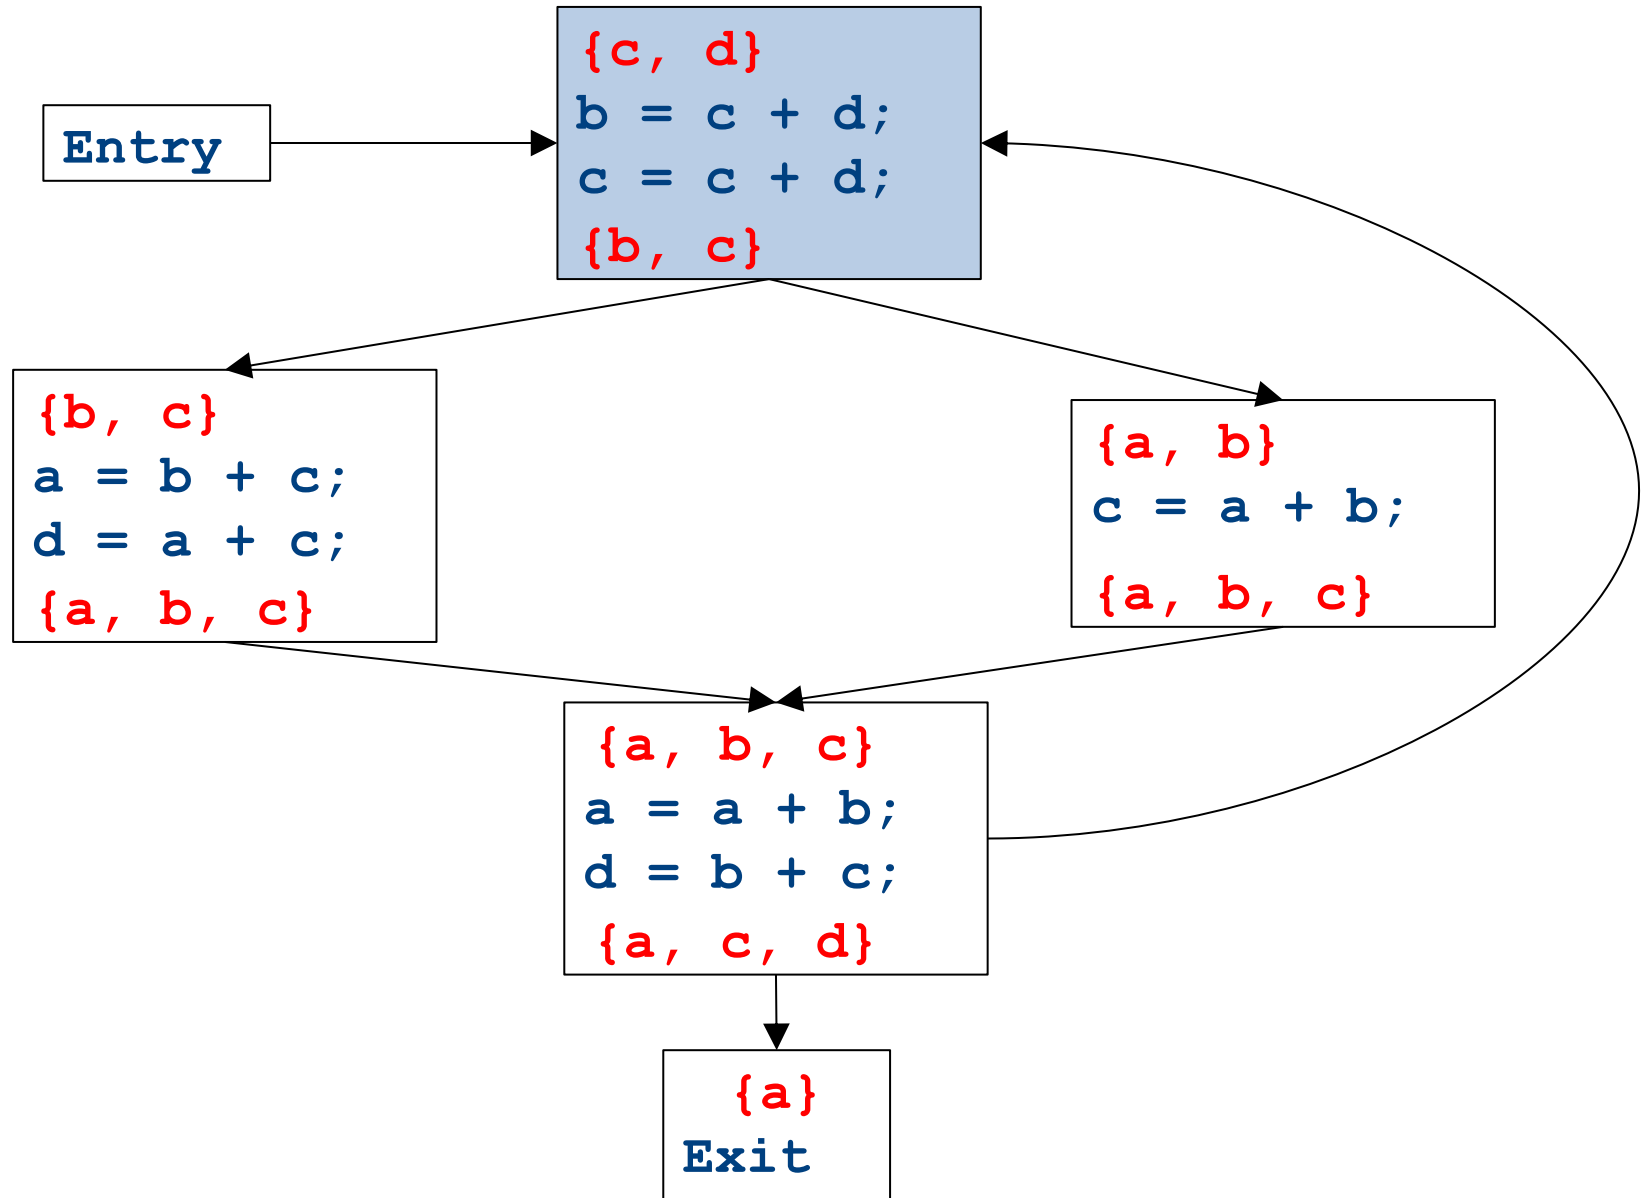 {c, d}
b = c + d;
c = c + d;
{b, c}
Entry
{b, c}
a = b + c;
d = a + c;
{a, b, c}
{a, b}
c = a + b;
{a, b, c}
{a, b, c}
a = a + b;
d = b + c;
{a, c, d}
{a}
Exit